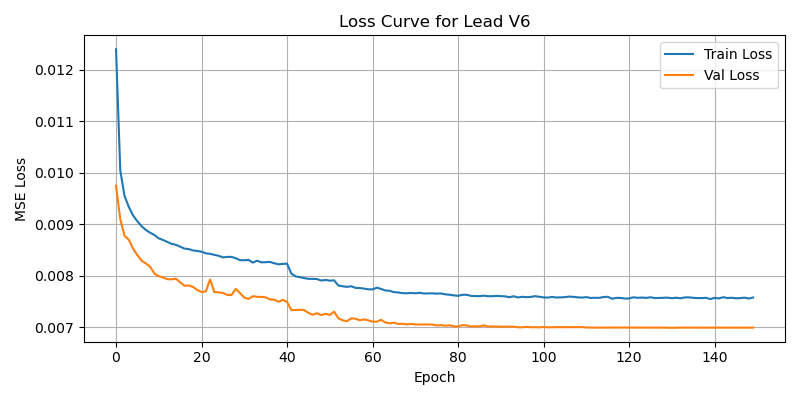 Loss Curve for Lead V6
Train Loss
Val Loss
MSE Loss
0.012
0.011
0.010
0.009
0.008
0.007
0 20 40 60 80 100 120 140
Epoch